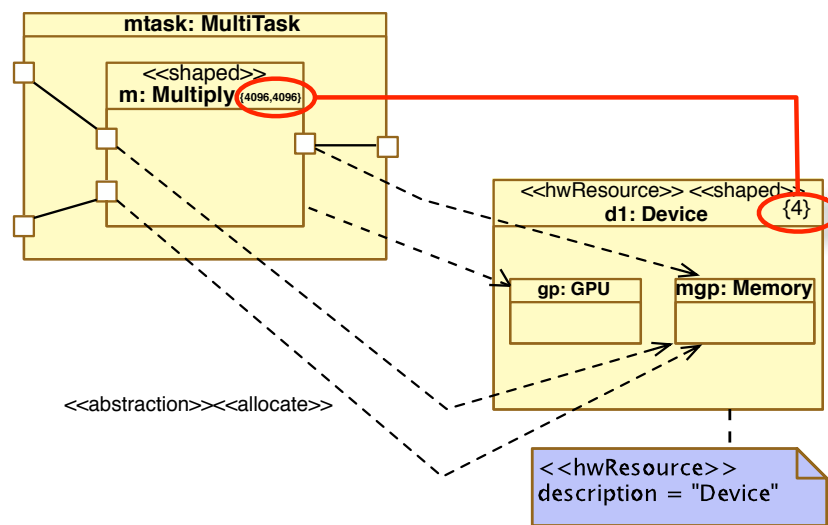 mtask: MultiTask
<<shaped>>
m: Multiply {4096,4096}
<<hwResource>> <<shaped>>
{4}
d1: Device
gp: GPU
mgp: Memory
<<abstraction>><<allocate>>
<<hwResource>>
description = "Device"